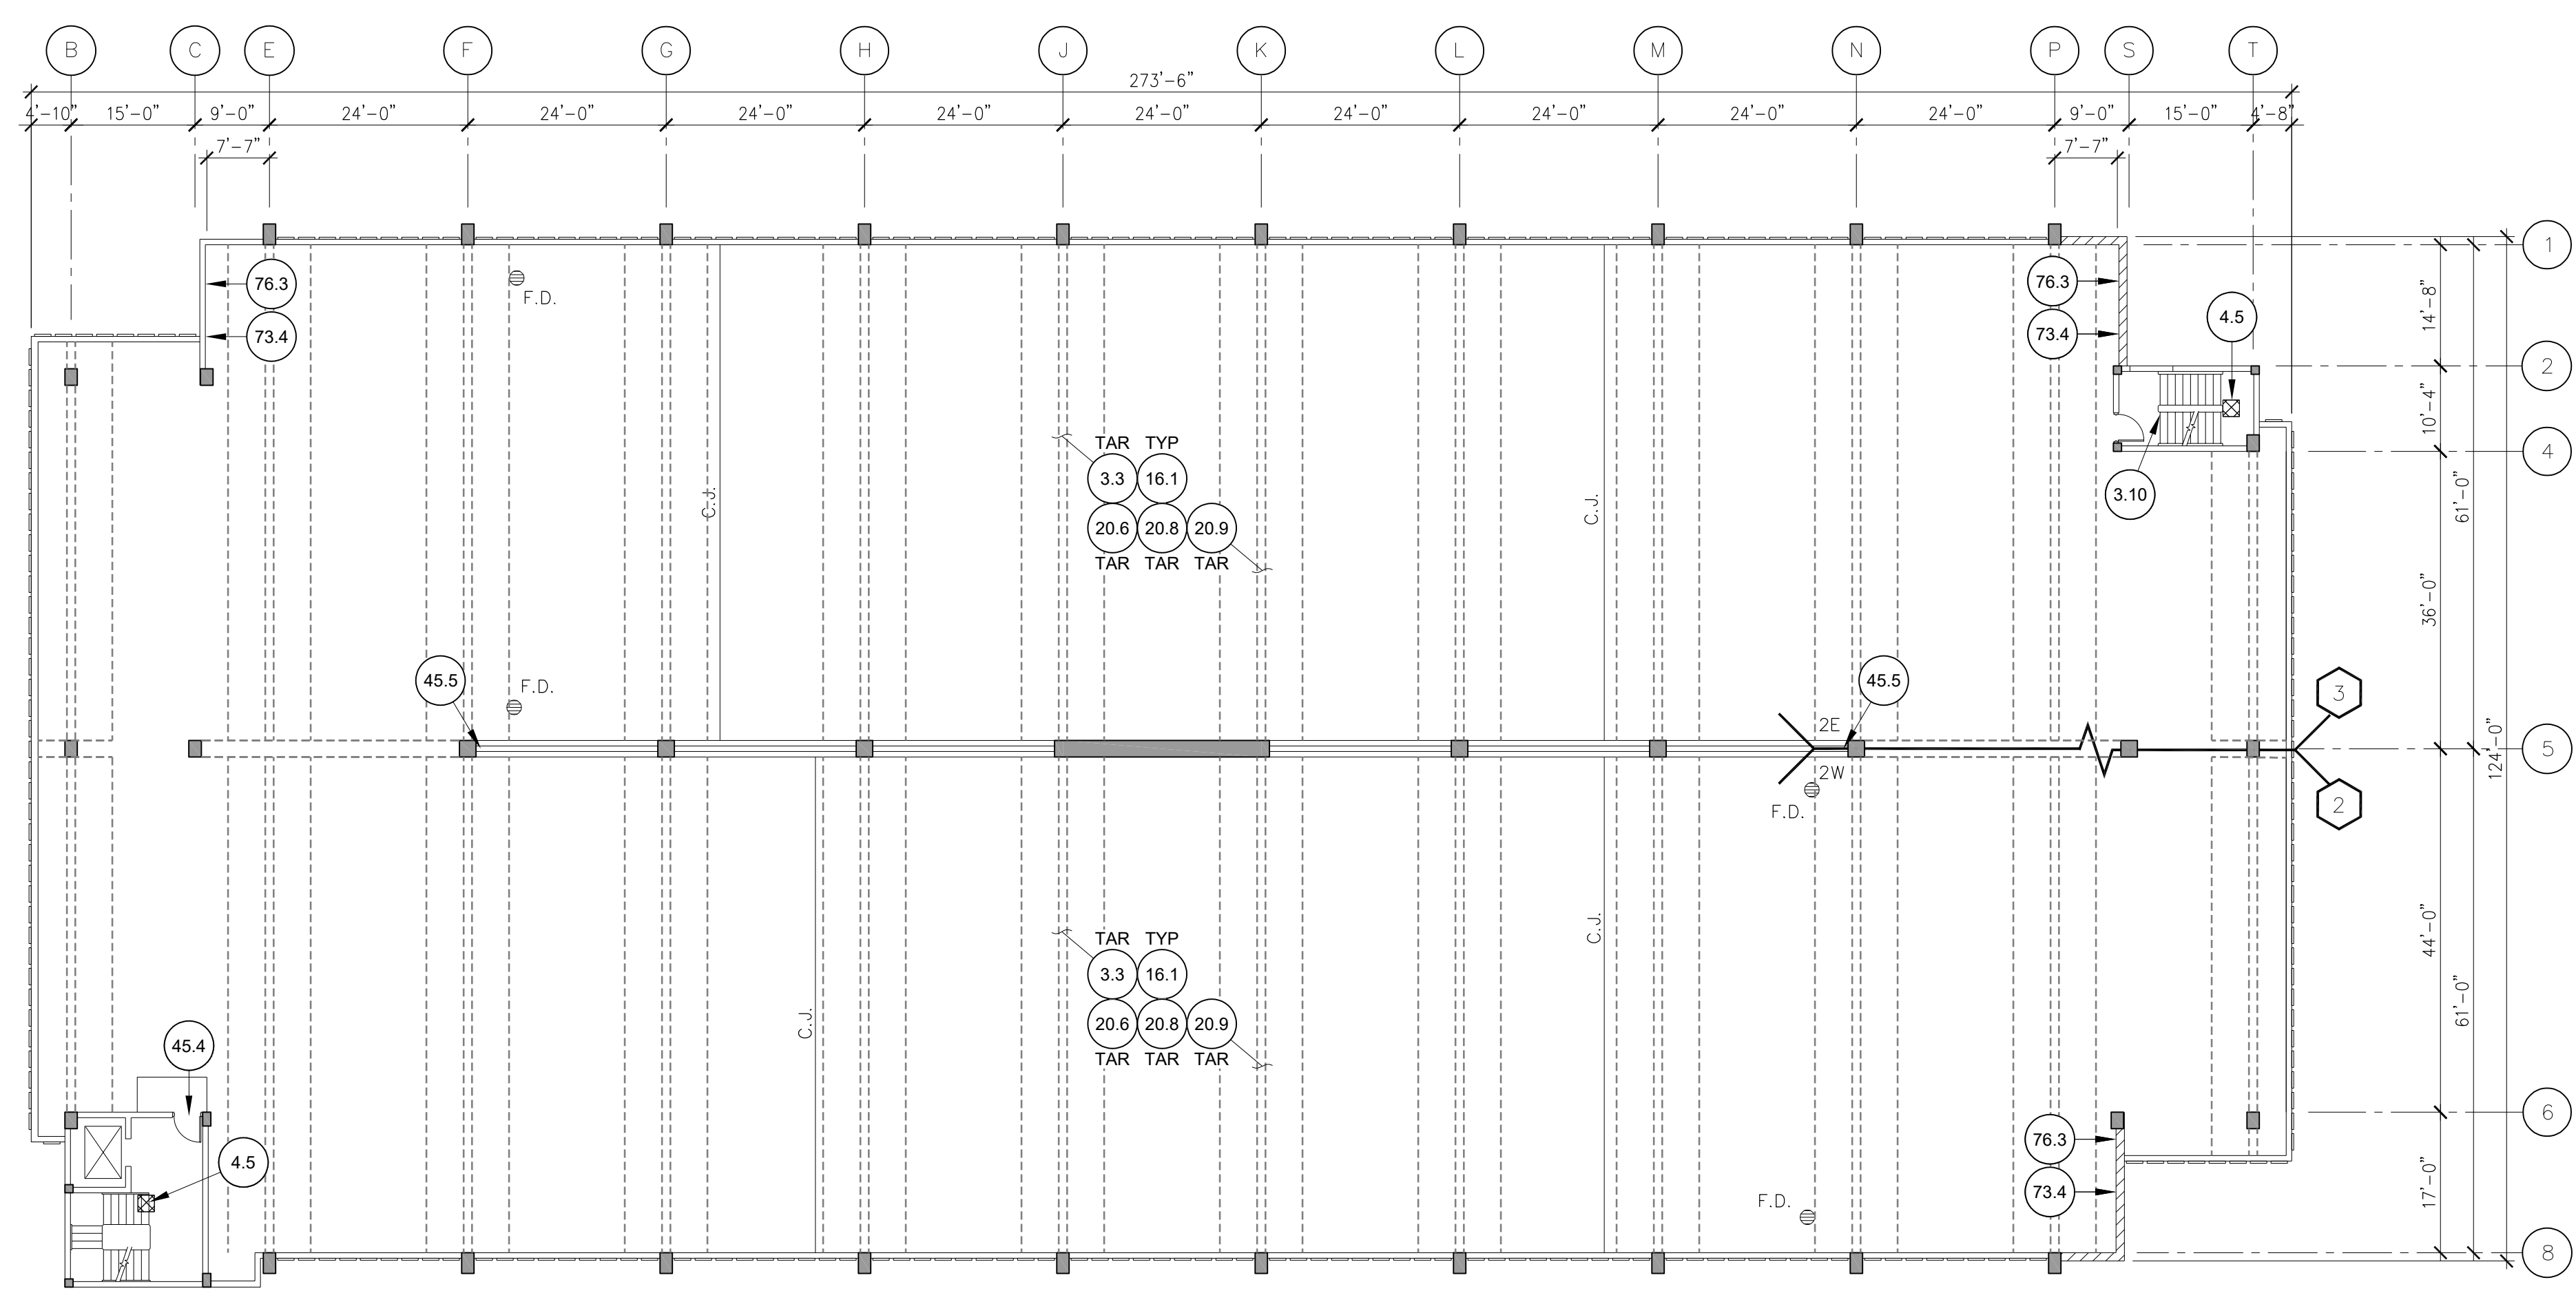 B C E F G H J K L M N P S T
273'-6"
4'-10" 15'-0" 9'-0" 24'-0" 24'-0" 24'-0" 24'-0" 24'-0" 24'-0" 24'-0" 24'-0" 24'-0" 9'-0" 15'-0" 4'-8"
7'-7" 7'-7"
1
76.3 F.D. 76.3
14'-8"
73.4 73.4 4.5
2
10'-4"
TAR TYP
3.3 16.1
4
C.J. C.J. 3.10 61'-0"
20.6 20.8 20.9
TAR TAR TAR
36'-0"
45.5 F.D. 45.5 3
2E
124'-0" 5
2W
F.D. 2
44'-0"
C.J.
TAR TYP
3.3 16.1
61'-0"
C.J.
20.6 20.8 20.9
45.4
TAR TAR TAR
6
76.3
4.5
73.4 17'-0"
F.D.
8